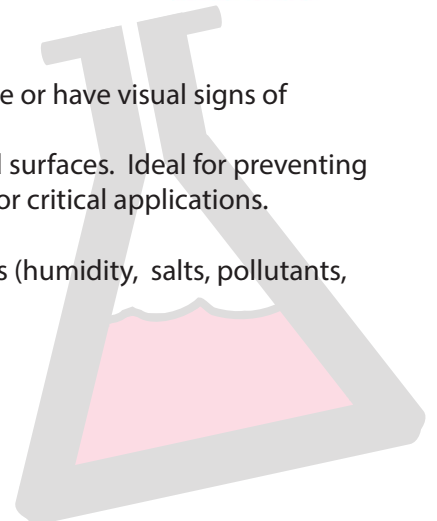 e or have visual signs of
surfaces. Ideal for preventing
or critical applications.
s (humidity, salts, pollutants,